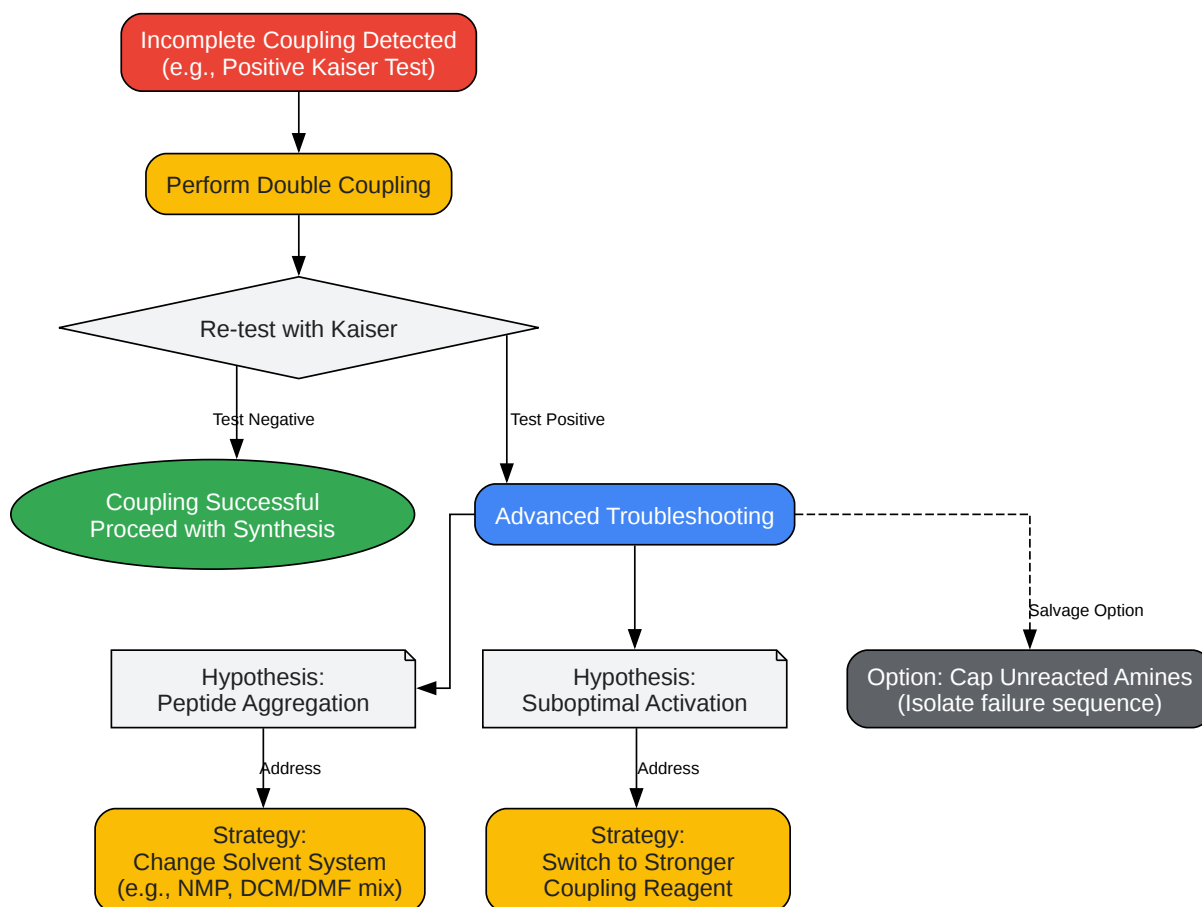 Incomplete Coupling Detected
(e.g., Positive Kaiser Test)
Perform Double Coupling
Re-test with Kaiser
Test Negative
Test Positive
Coupling Successful
Proceed with Synthesis
Advanced Troubleshooting
Salvage Option
Hypothesis:
Peptide Aggregation
Hypothesis:
Suboptimal Activation
Option: Cap Unreacted Amines
(Isolate failure sequence)
Address
Address
Strategy:
Change Solvent System
(e.g., NMP, DCM/DMF mix)
Strategy:
Switch to Stronger
Coupling Reagent